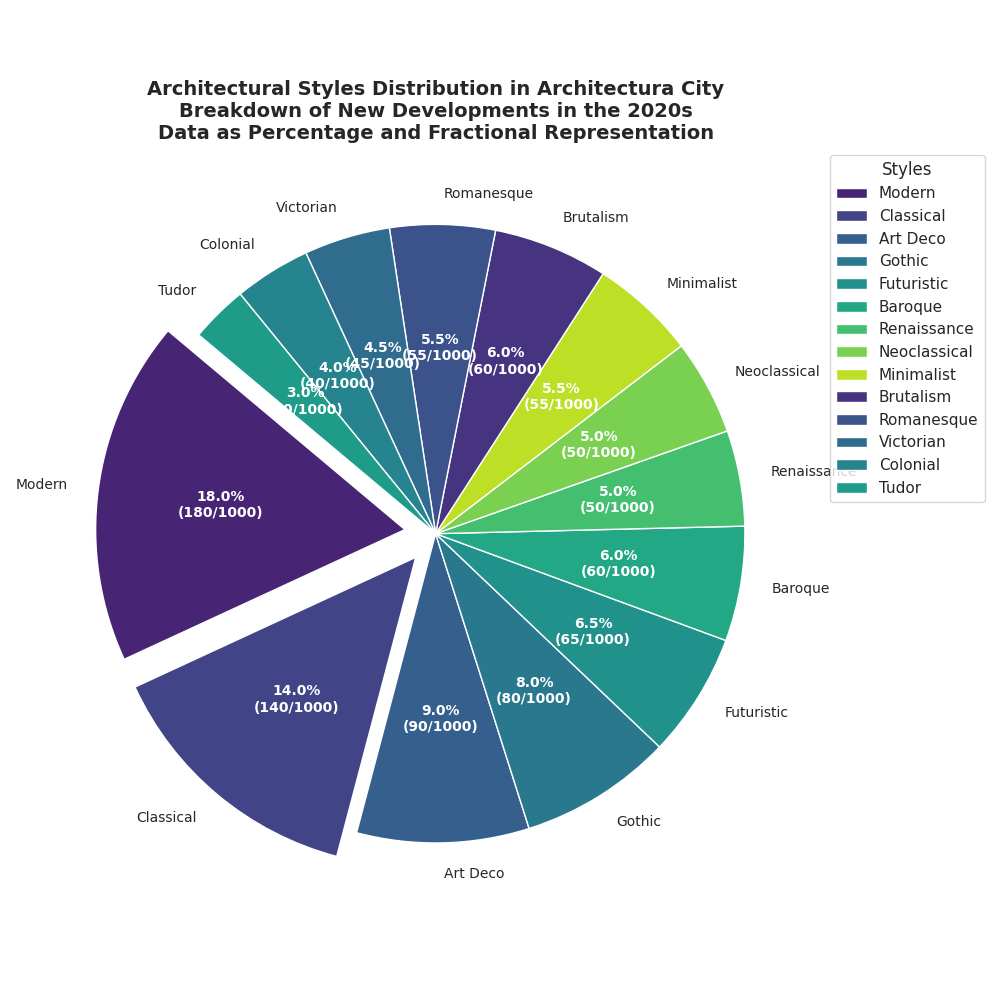 Architectural Styles Distribution in Architectura City
Breakdown of New Developments in the 2020s
Data as Percentage and Fractional Representation
Styles
Modern
Classical
Art Deco
Gothic
Futuristic
Baroque
Renaissance
Neoclassical
Minimalist
Brutalism
Romanesque
Victorian
Colonial
Tudor
Modern
18.0%
(180/1000)
Classical
14.0%
(140/1000)
Art Deco
9.0%
(90/1000)
Gothic
8.0%
(80/1000)
Futuristic
6.5%
(65/1000)
Baroque
6.0%
(60/1000)
Renaissance
5.0%
(50/1000)
Neoclassical
5.0%
(50/1000)
Minimalist
5.5%
(55/1000)
Brutalism
6.0%
(60/1000)
Romanesque
5.5%
(55/1000)
Victorian
4.5%
(45/1000)
Colonial
4.0%
(40/1000)
Tudor
3.0%